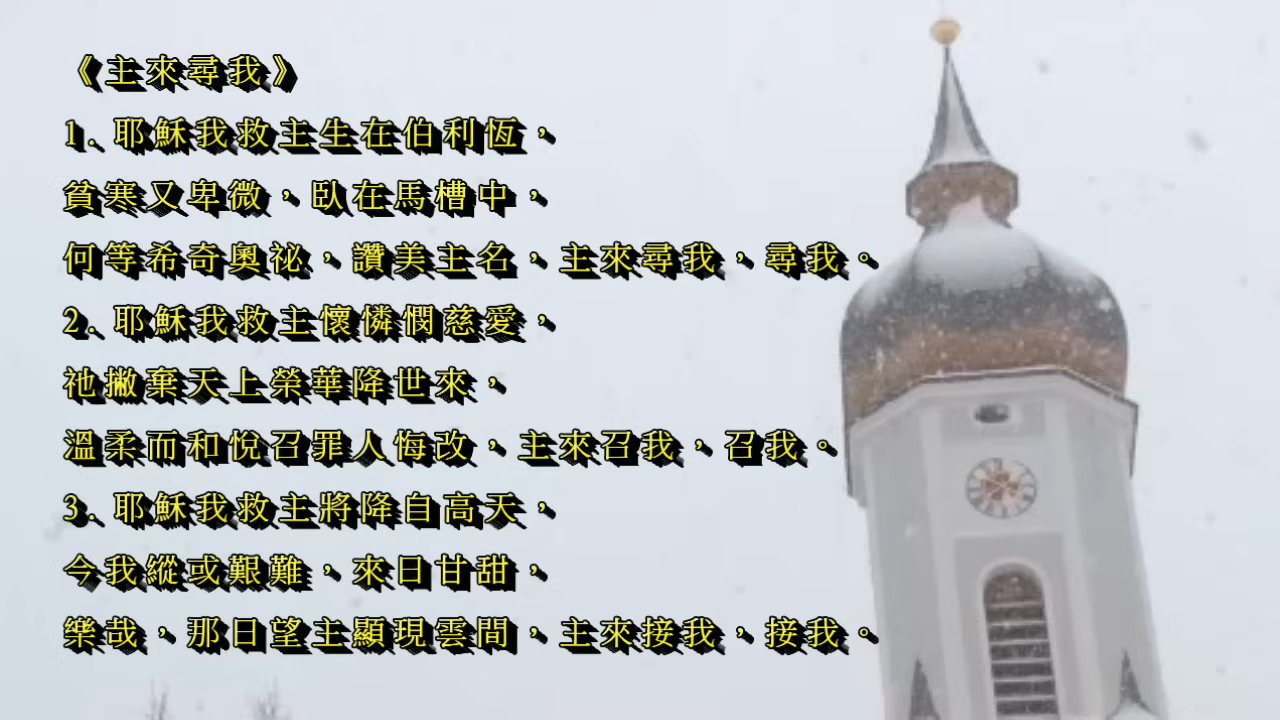 《主來尋我》
1. 耶穌我救主生在伯利恆，
貧寒又卑微，臥在馬槽中，
何等希奇奧祕，讚美主名，主來尋我，尋我。
2. 耶穌我救主懷憐憫慈愛，
祂撇棄天上榮華降世來，
溫柔而和悅召罪人悔改，主來召我，召我。
3. 耶穌我救主將降自高天，
今我縱或艱難，來日甘甜，
樂哉，那日望主顯現雲間，主來接我，接我。